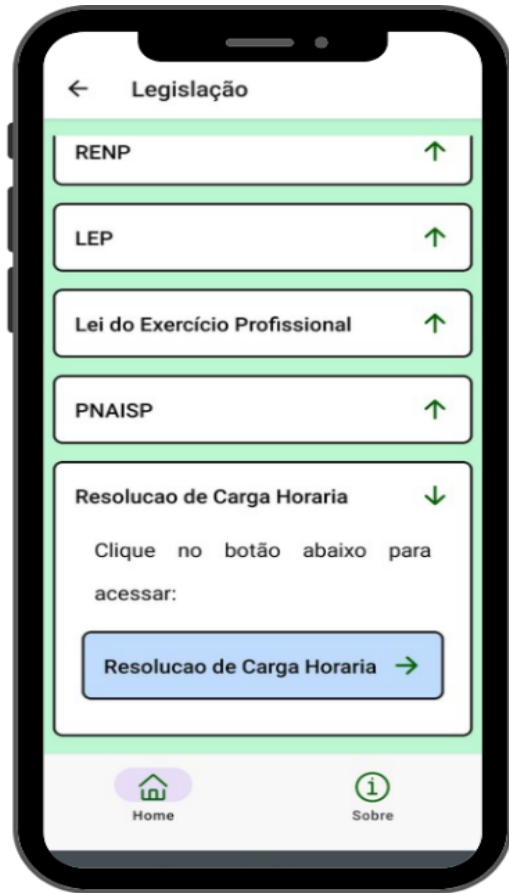 Legislação
RENP
LEP
Lei do Exercício Profissional
PNAISP
Resolucao de Carga Horaria
Clique no botão abaixo para
acessar:
Resolucao de Carga Horaria
Home
Sobre